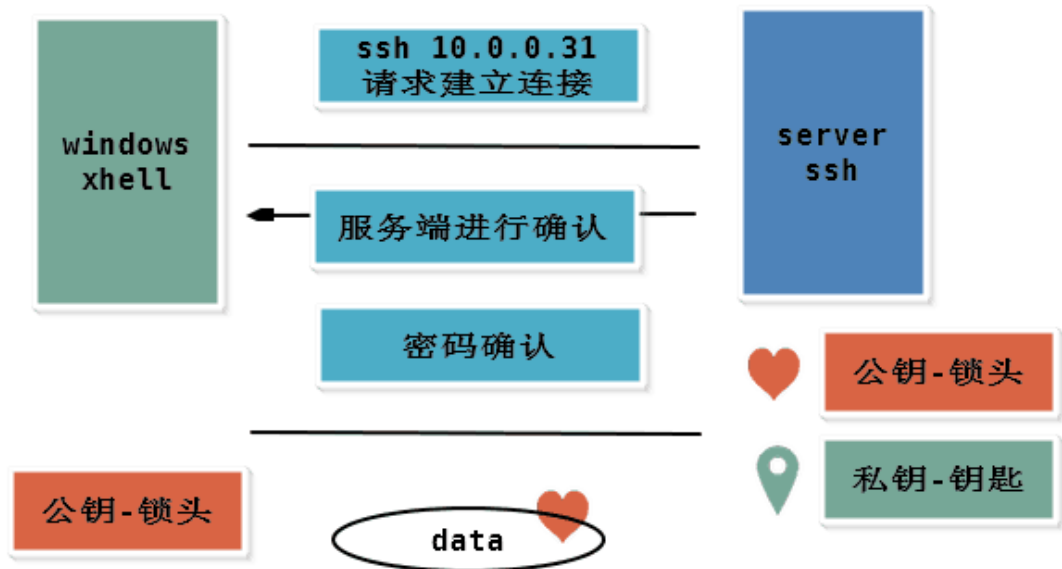 ssh 10.0.0.31
请求建立连接
windows
xhell
server
ssh
服务端进行确认
密码确认
公钥-锁头
私钥-钥匙
公钥-锁头
data